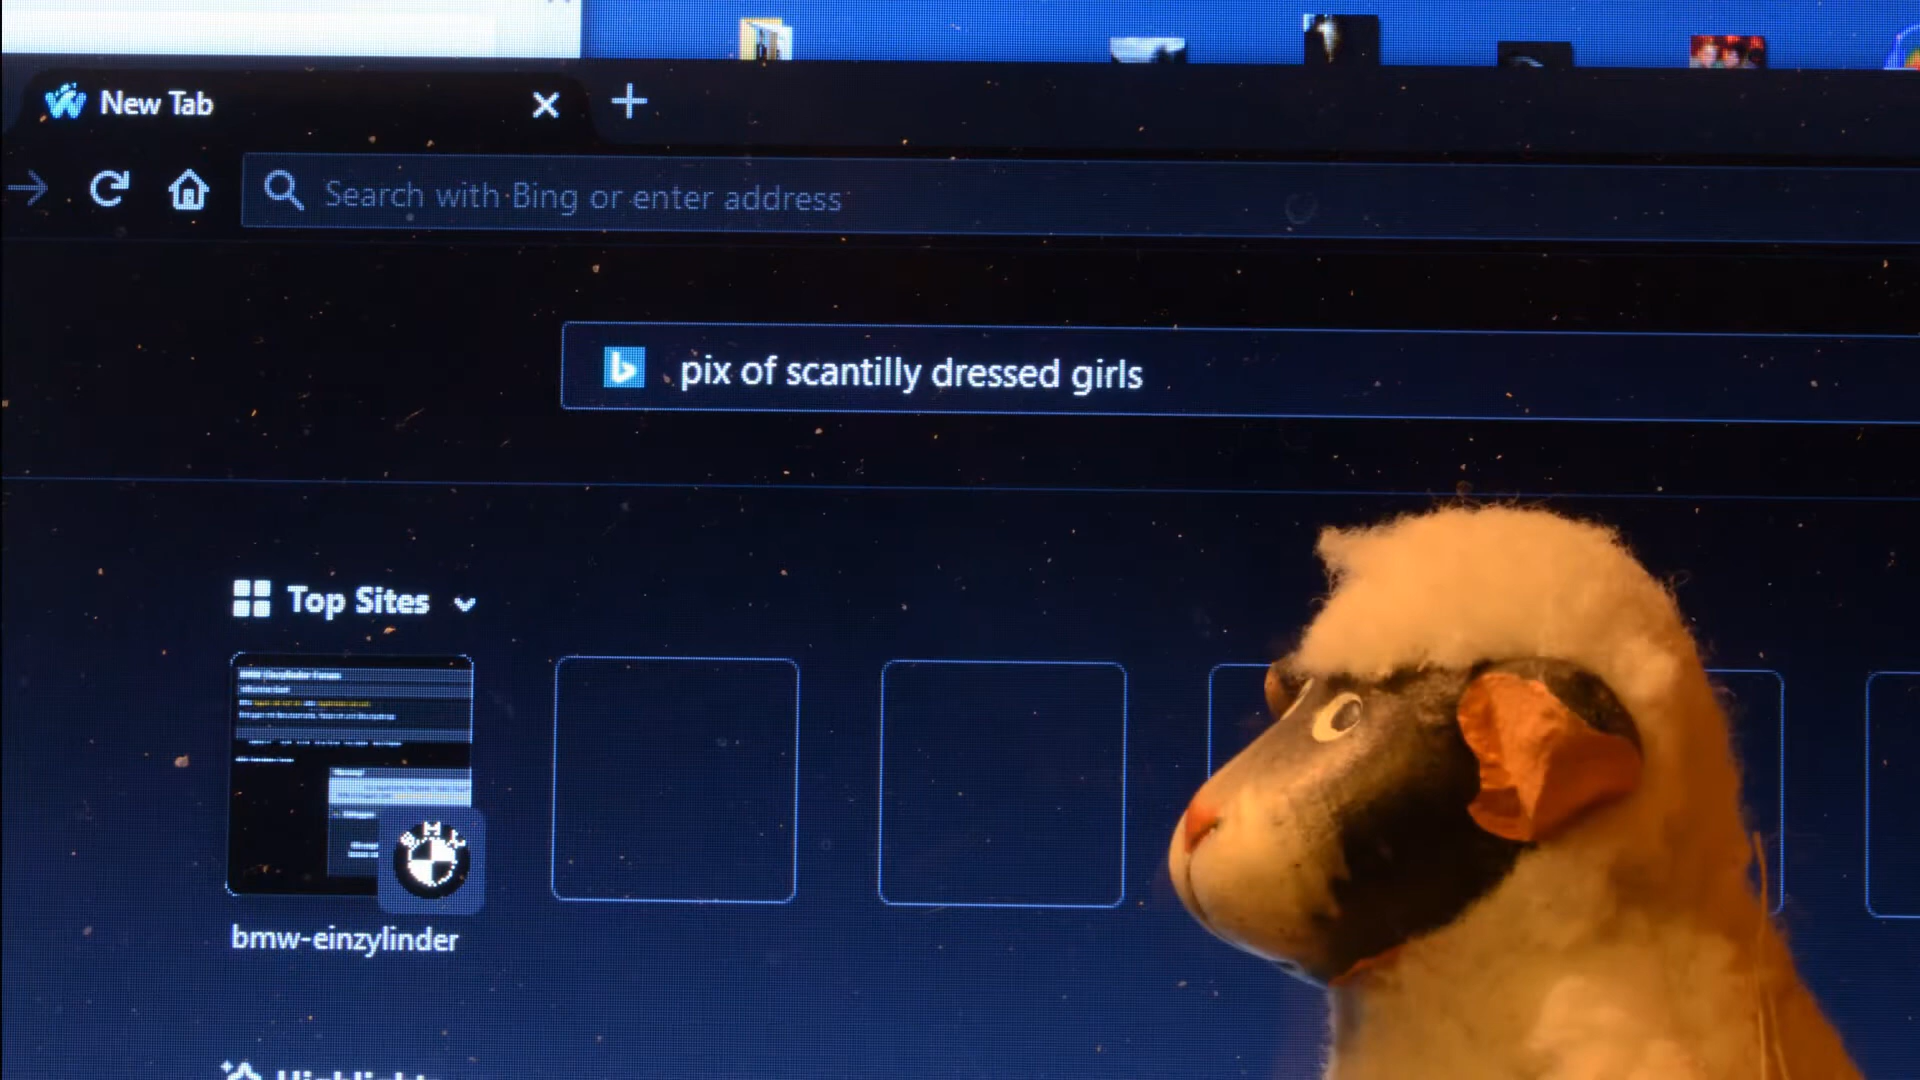 New Tab
Search with Bing or enter address
pix of scantilly dressed girls
Top Sites
bmw-einzylinder